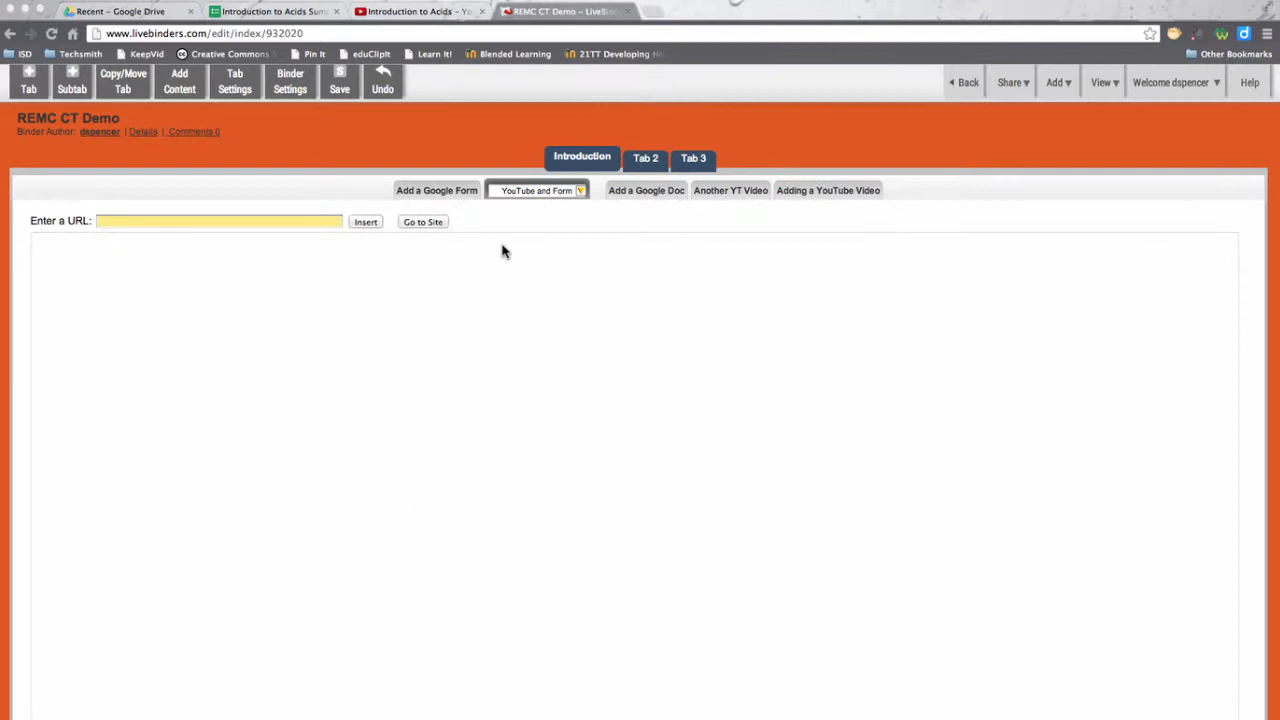 Recent – Google Drive
Introduction to Acids Sum
Introduction to Acids – Yo
REMC CT Demo – LiveBin
www.livebinders.com/edit/index/932020
ISD
Techsmith
KeepVid
Creative Commons
Pin It
eduClipIt
Learn It!
Blended Learning
21TT Developing
Other Bookmarks
Tab
Subtab
Copy/Move Tab
Add Content
Tab Settings
Binder Settings
S
Save
Undo
Back
Share
Add
View
Welcome dspencer
Help
REMC CT Demo
Binder Author: dspencer | Details | Comments 0
Introduction
Tab 2
Tab 3
Add a Google Form
YouTube and Form
Add a Google Doc
Another YT Video
Adding a YouTube Video
Enter a URL:
Insert
Go to Site